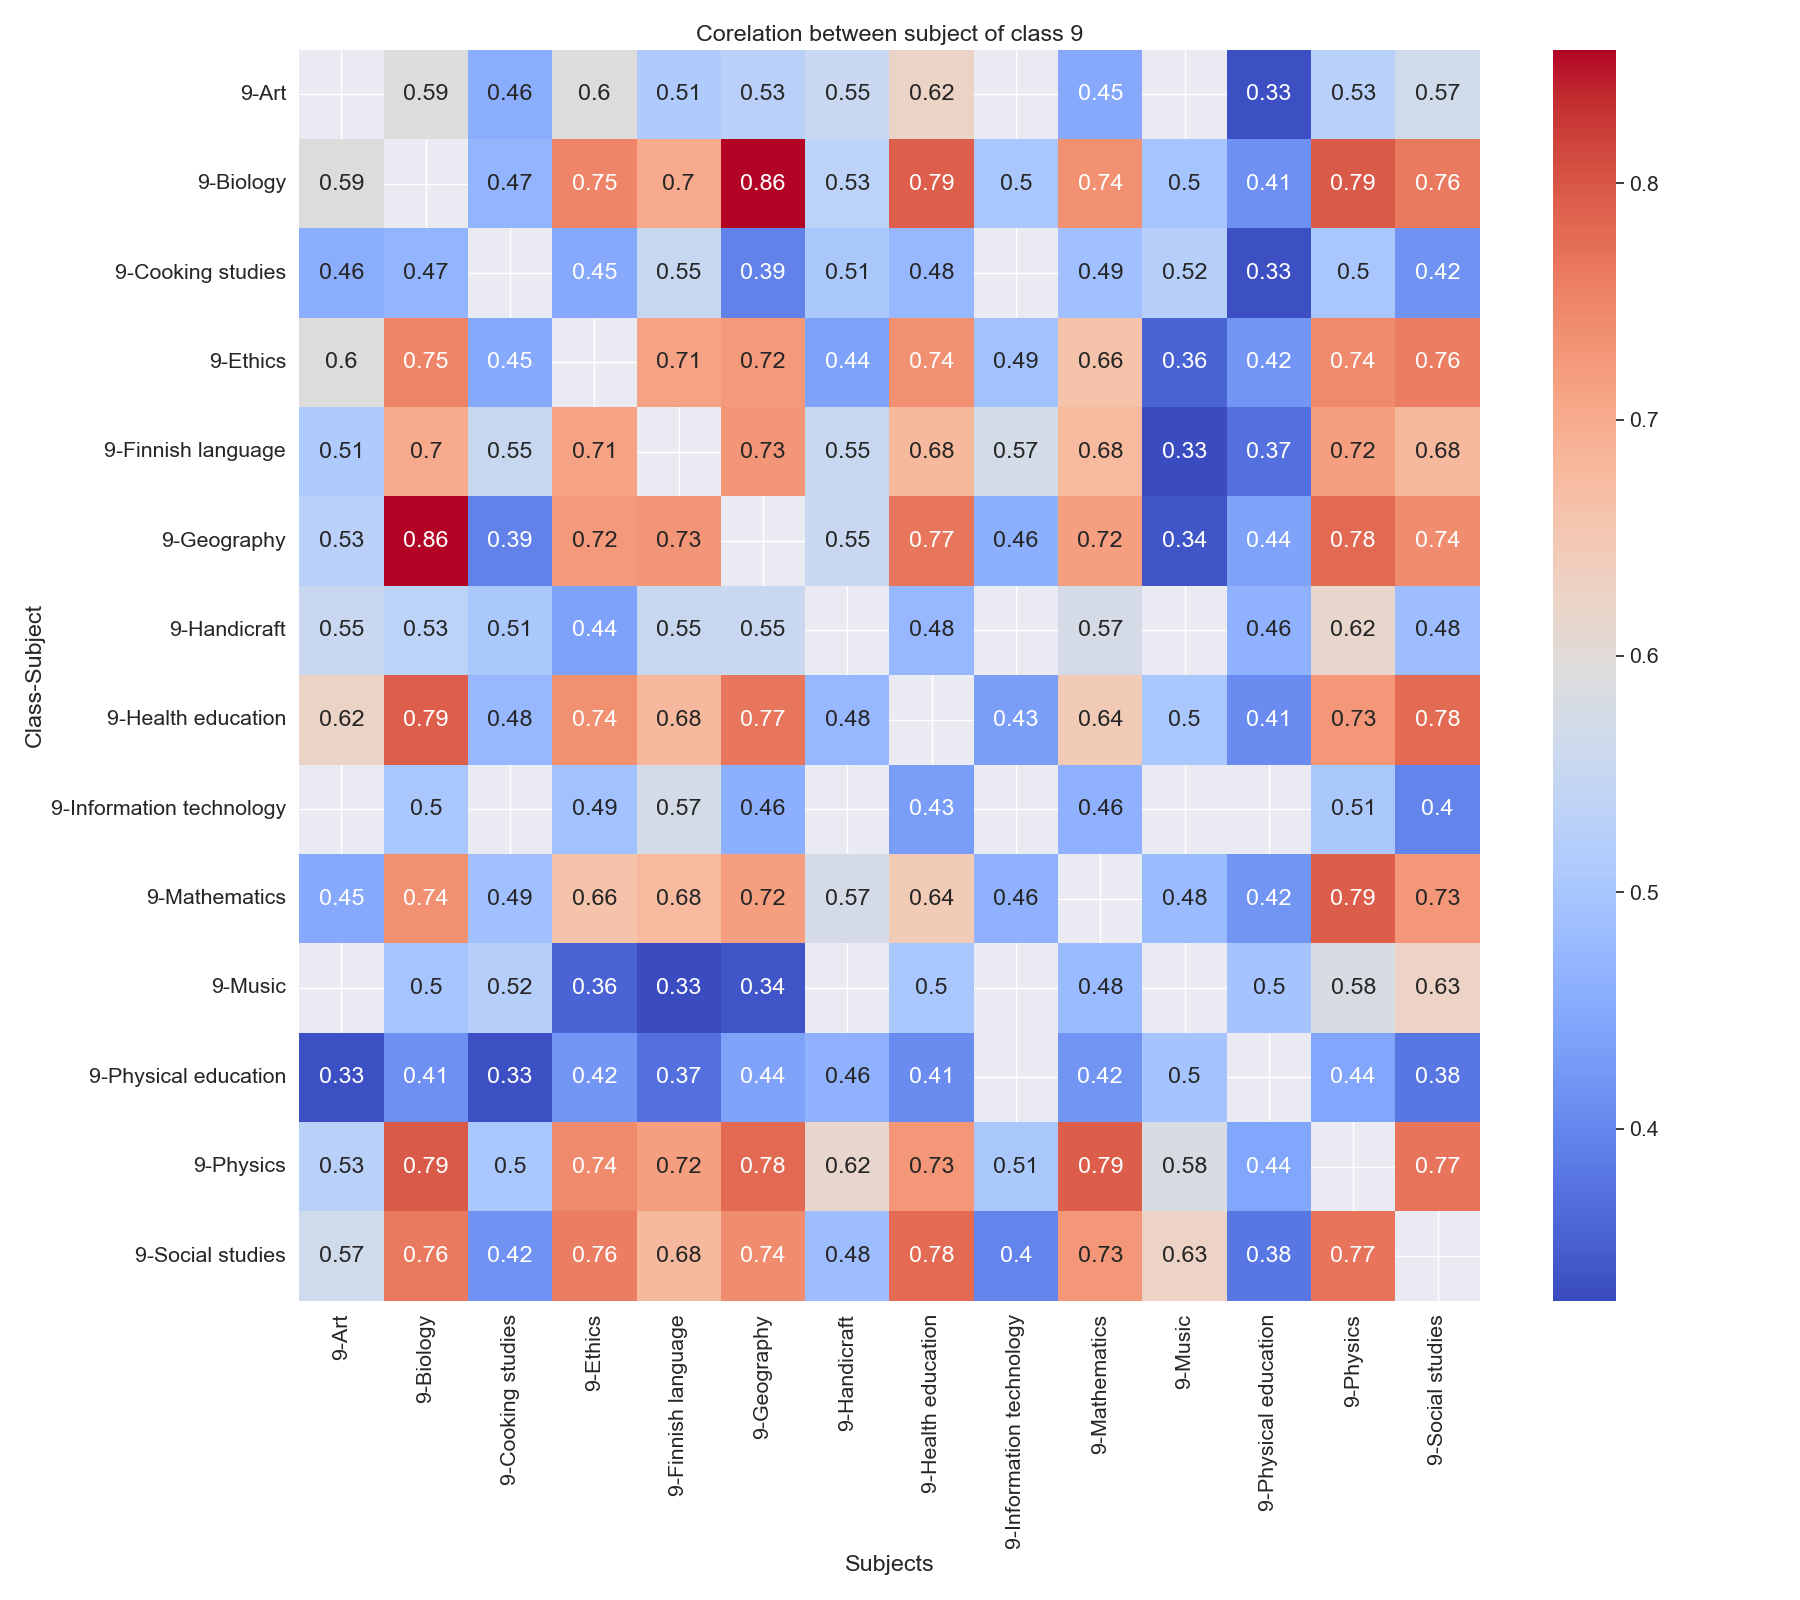 Corelation between subject of class 9
9-Art 0.59 0.46 0.6 0.51 0.53 0.55 0.62 0.45 0.33 0.53 0.57
9-Biology 0.59 0.47 0.75 0.7 0.86 0.53 0.79 0.5 0.74 0.5 0.41 0.79 0.76
9-Cooking studies 0.46 0.47 0.45 0.55 0.39 0.51 0.48 0.49 0.52 0.33 0.5 0.42
9-Ethics 0.6 0.75 0.45 0.71 0.72 0.44 0.74 0.49 0.66 0.36 0.42 0.74 0.76
9-Finnish language 0.51 0.7 0.55 0.71 0.73 0.55 0.68 0.57 0.68 0.33 0.37 0.72 0.68
9-Geography 0.53 0.86 0.39 0.72 0.73 0.55 0.77 0.46 0.72 0.34 0.44 0.78 0.74
9-Handicraft 0.55 0.53 0.51 0.44 0.55 0.55 0.48 0.57 0.46 0.62 0.48
9-Health education 0.62 0.79 0.48 0.74 0.68 0.77 0.48 0.43 0.64 0.5 0.41 0.73 0.78
9-Information technology 0.5 0.49 0.57 0.46 0.43 0.46 0.51 0.4
9-Mathematics 0.45 0.74 0.49 0.66 0.68 0.72 0.57 0.64 0.46 0.48 0.42 0.79 0.73
9-Music 0.5 0.52 0.36 0.33 0.34 0.5 0.48 0.5 0.58 0.63
9-Physical education 0.33 0.41 0.33 0.42 0.37 0.44 0.46 0.41 0.42 0.5 0.44 0.38
9-Physics 0.53 0.79 0.5 0.74 0.72 0.78 0.62 0.73 0.51 0.79 0.58 0.44 0.77
9-Social studies 0.57 0.76 0.42 0.76 0.68 0.74 0.48 0.78 0.4 0.73 0.63 0.38 0.77
Class-Subject
9-Art
9-Biology
9-Cooking studies
9-Ethics
9-Finnish language
9-Geography
9-Handicraft
9-Health education
9-Information technology
9-Mathematics
9-Music
9-Physical education
9-Physics
9-Social studies
Subjects
0.8
0.7
0.6
0.5
0.4